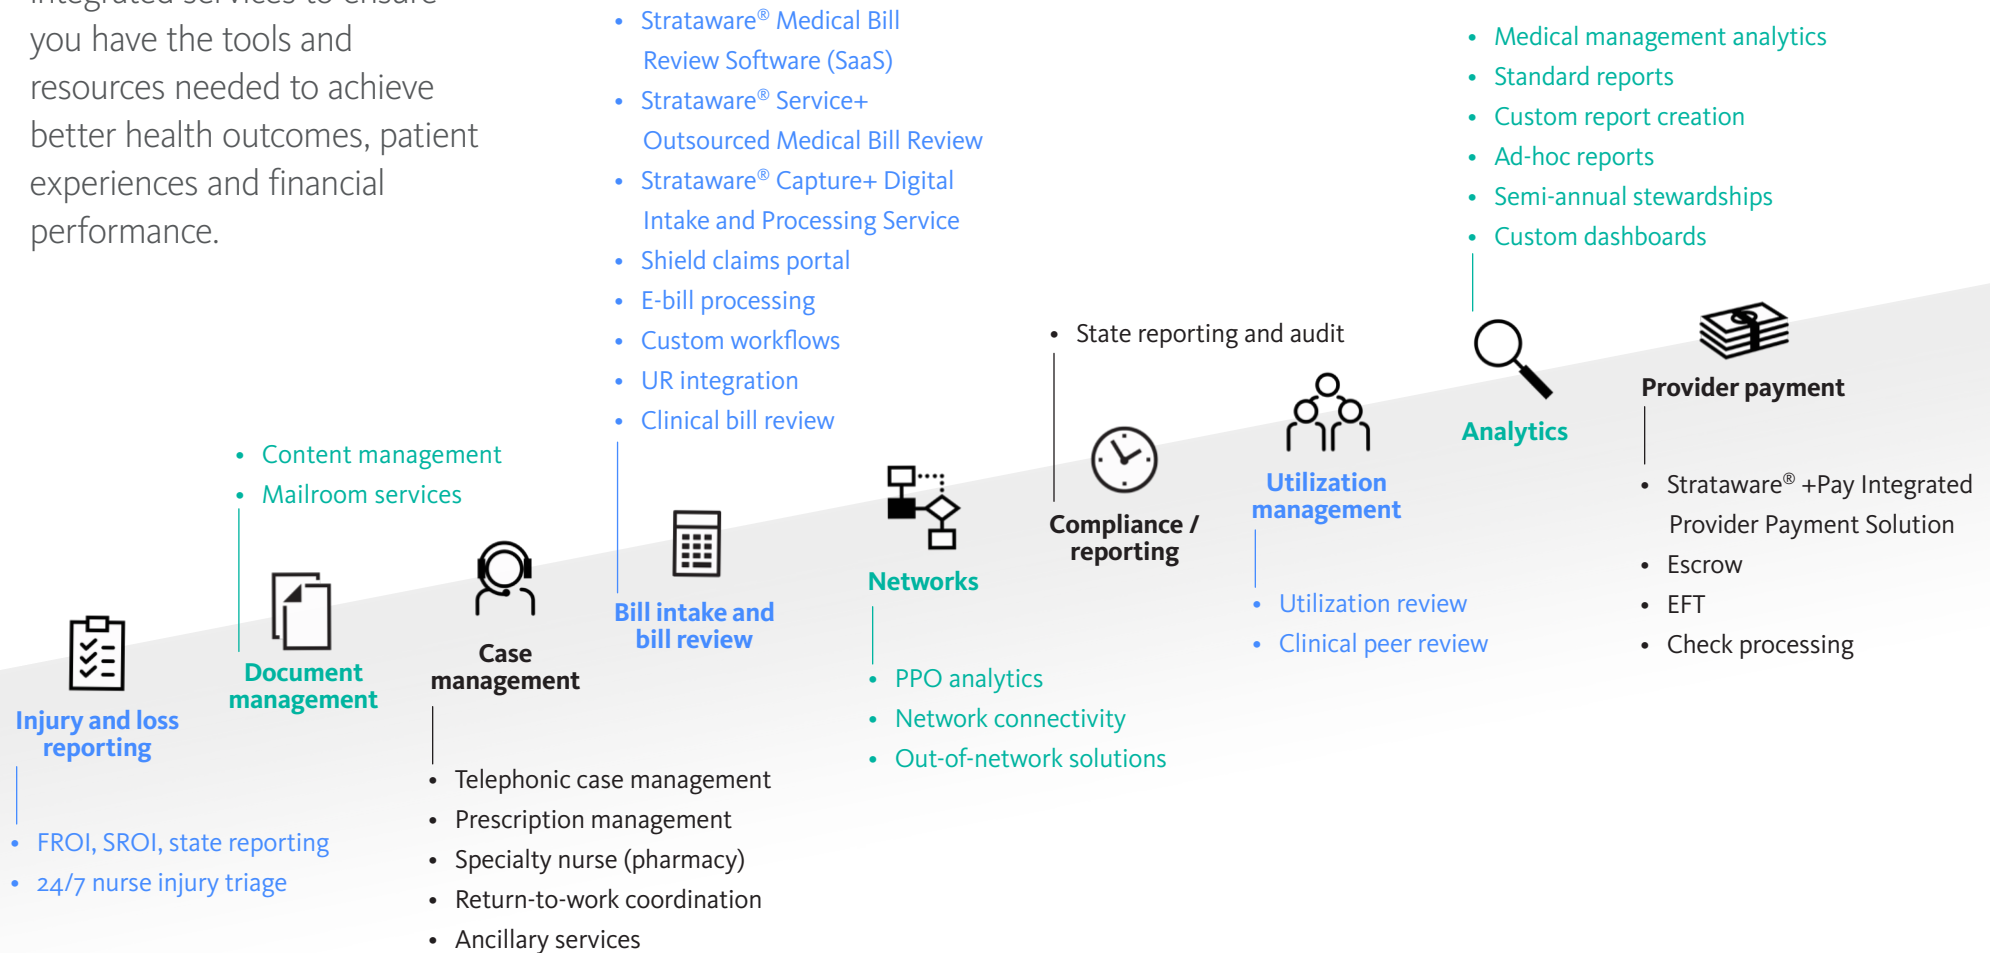 integrated services to ensure
you have the tools and
resources needed to achieve
better health outcomes, patient
experiences and financial
performance.
Injury and loss
reporting
• FROI, SROI, state reporting
• 24/7 nurse injury triage
• Content management
• Mailroom services
Document
management
Case
management
• Telephonic case management
• Prescription management
• Specialty nurse (pharmacy)
• Return-to-work coordination
• Ancillary services
• Strataware® Medical Bill
Review Software (SaaS)
• Strataware® Service+
Outsourced Medical Bill Review
• Strataware® Capture+ Digital
Intake and Processing Service
• Shield claims portal
• E-bill processing
• Custom workflows
• UR integration
• Clinical bill review
Bill intake and
bill review
Networks
• PPO analytics
• Network connectivity
• Out-of-network solutions
• State reporting and audit
Compliance /
reporting
Utilization
management
• Utilization review
• Clinical peer review
• Medical management analytics
• Standard reports
• Custom report creation
• Ad-hoc reports
• Semi-annual stewardships
• Custom dashboards
Analytics
Provider payment
• Strataware® +Pay Integrated
Provider Payment Solution
• Escrow
• EFT
• Check processing